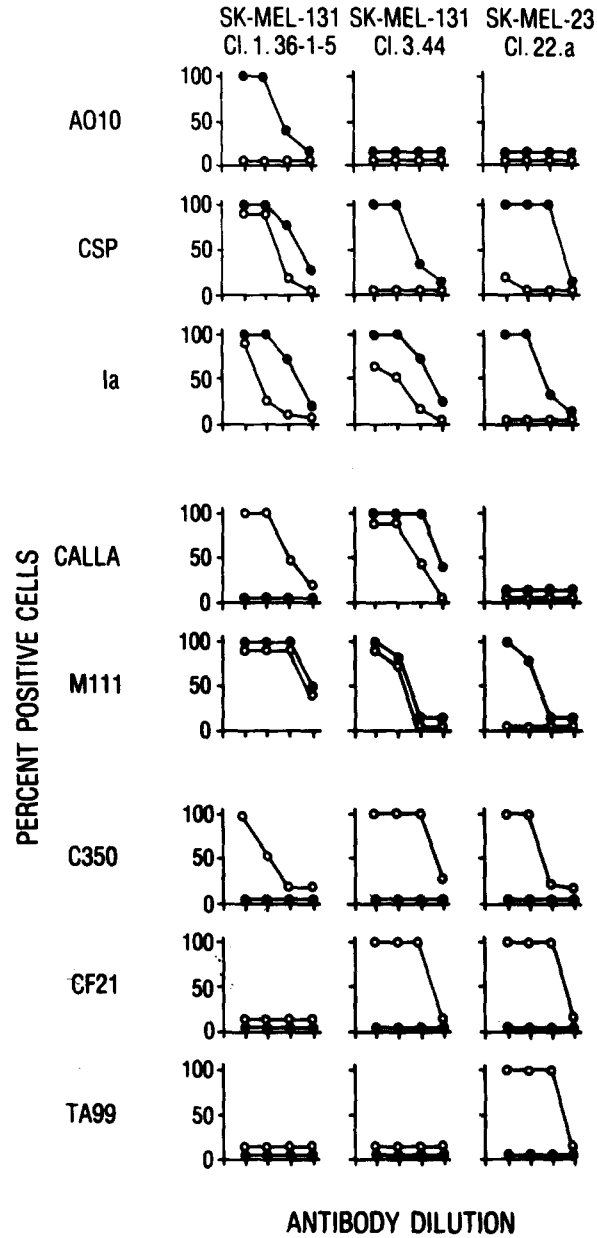 SK-MEL-131 SK-MEL-131 SK-MEL-23
Cl. 1. 36-1-5 Cl. 3.44 Cl. 22.a
AO10
100
50
0
CSP
100
50
0
Ia
100
50
0
PERCENT POSITIVE CELLS
CALLA
100
50
0
M111
100
50
0
C350
100
50
0
CF21
100
50
0
TA99
100
50
0
ANTIBODY DILUTION